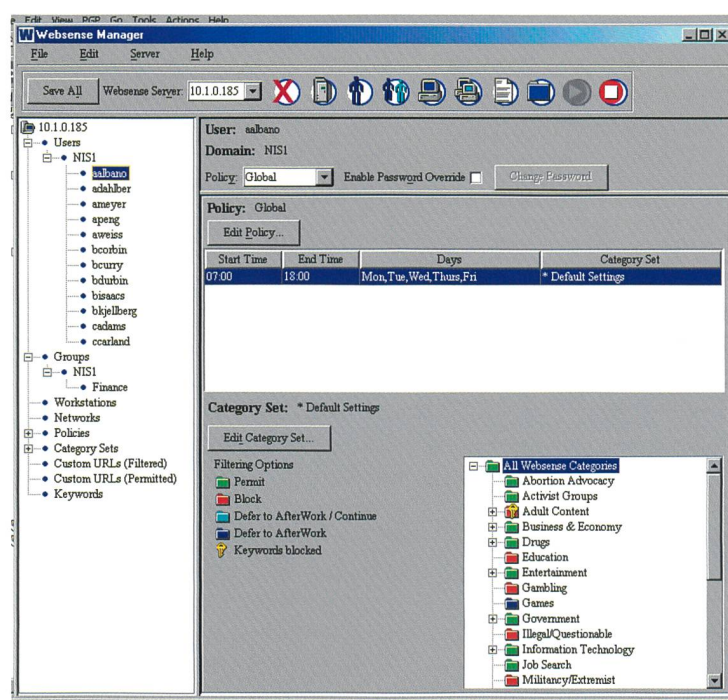 Edit View PGP Go Tools Actions Help
Websense Manager
File Edit Server Help
Save All Websense Server: 10.1.0.185
10.1.0.185
Users
NIS1
aalbano
adahlber
ameyer
apeng
aweiss
bcorbin
bcurry
bdurbin
bisaacs
bkjellberg
cadams
ccarland
Groups
NIS1
Finance
Workstations
Networks
Policies
Category Sets
Custom URLs (Filtered)
Custom URLs (Permitted)
Keywords
User: aalbano
Domain: NIS1
Policy: Global Enable Password Override Change Password
Policy: Global
Edit Policy...
Start Time End Time Days Category Set
07:00 18:00 Mon,Tue,Wed,Thurs,Fri * Default Settings
Category Set: * Default Settings
Edit Category Set...
Filtering Options
Permit
Block
Defer to AfterWork / Continue
Defer to AfterWork
Keywords blocked
All Websense Categories
Abortion Advocacy
Activist Groups
Adult Content
Business & Economy
Drugs
Education
Entertainment
Gambling
Games
Government
Illegal/Questionable
Information Technology
Job Search
Militancy/Extremist